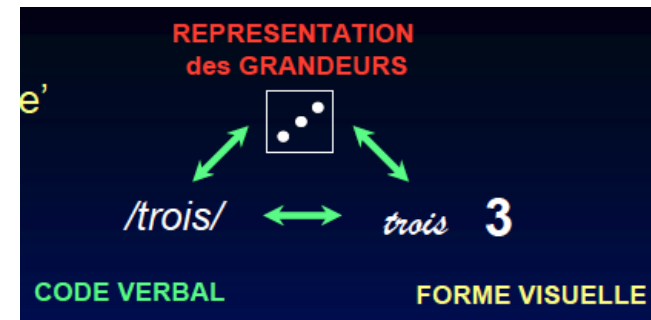 REPRESENTATION
des GRANDEURS
e’
/trois/ trois 3
CODE VERBAL FORME VISUELLE